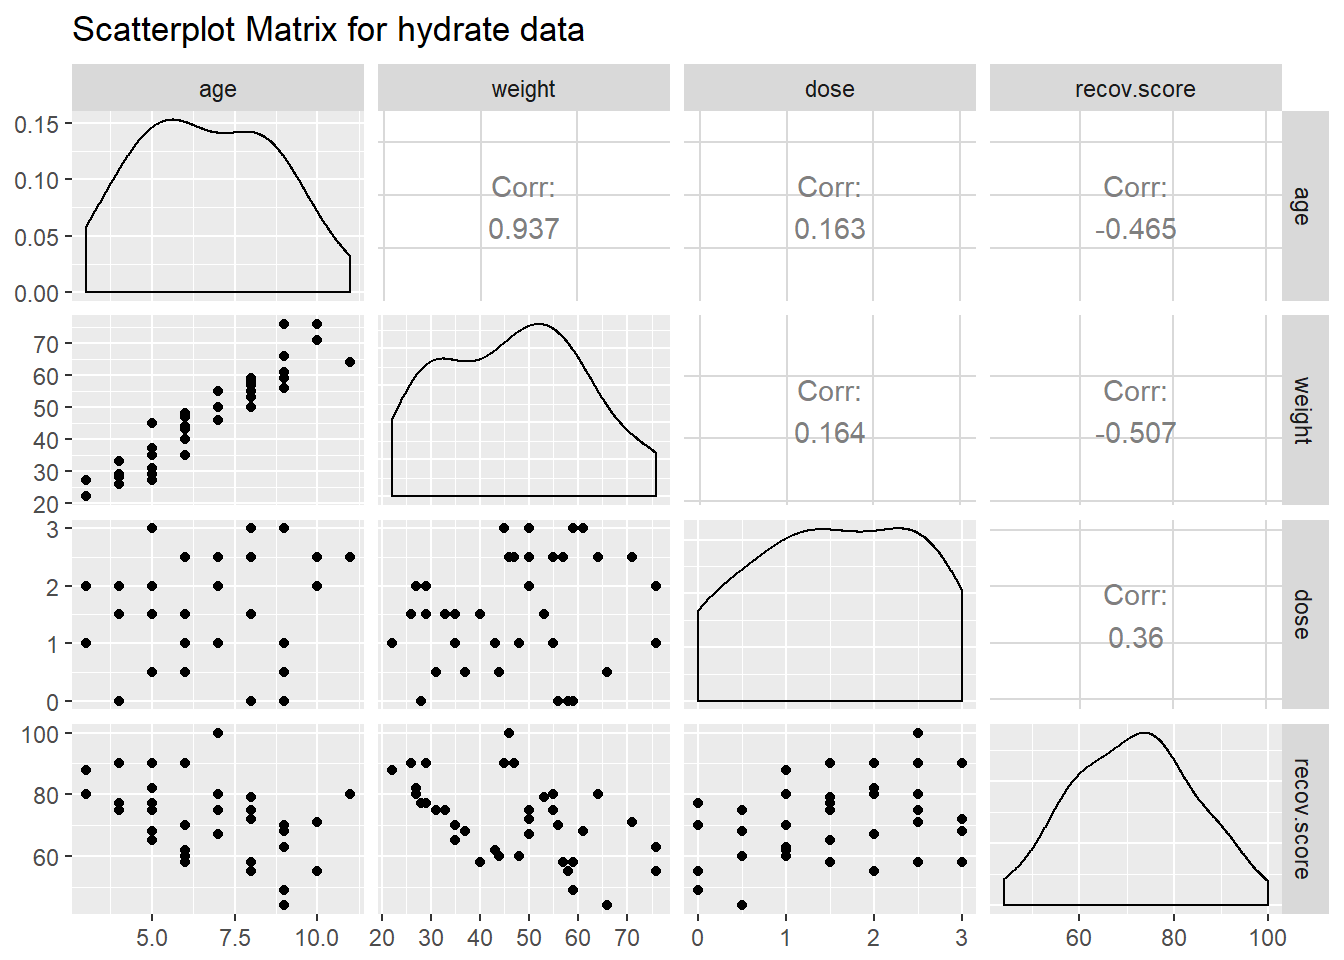 Scatterplot Matrix for hydrate data
age weight dose recov.score
0.15
0.10
0.05
0.00
Corr:
0.937
Corr:
0.163
Corr:
-0.465
age
70
60
50
40
30
20
Corr:
0.164
Corr:
-0.507
weight
3
2
1
0
Corr:
0.36
dose
100
80
60
recov.score
5.0 7.5 10.0 20 30 40 50 60 70 0 1 2 3 60 80 100